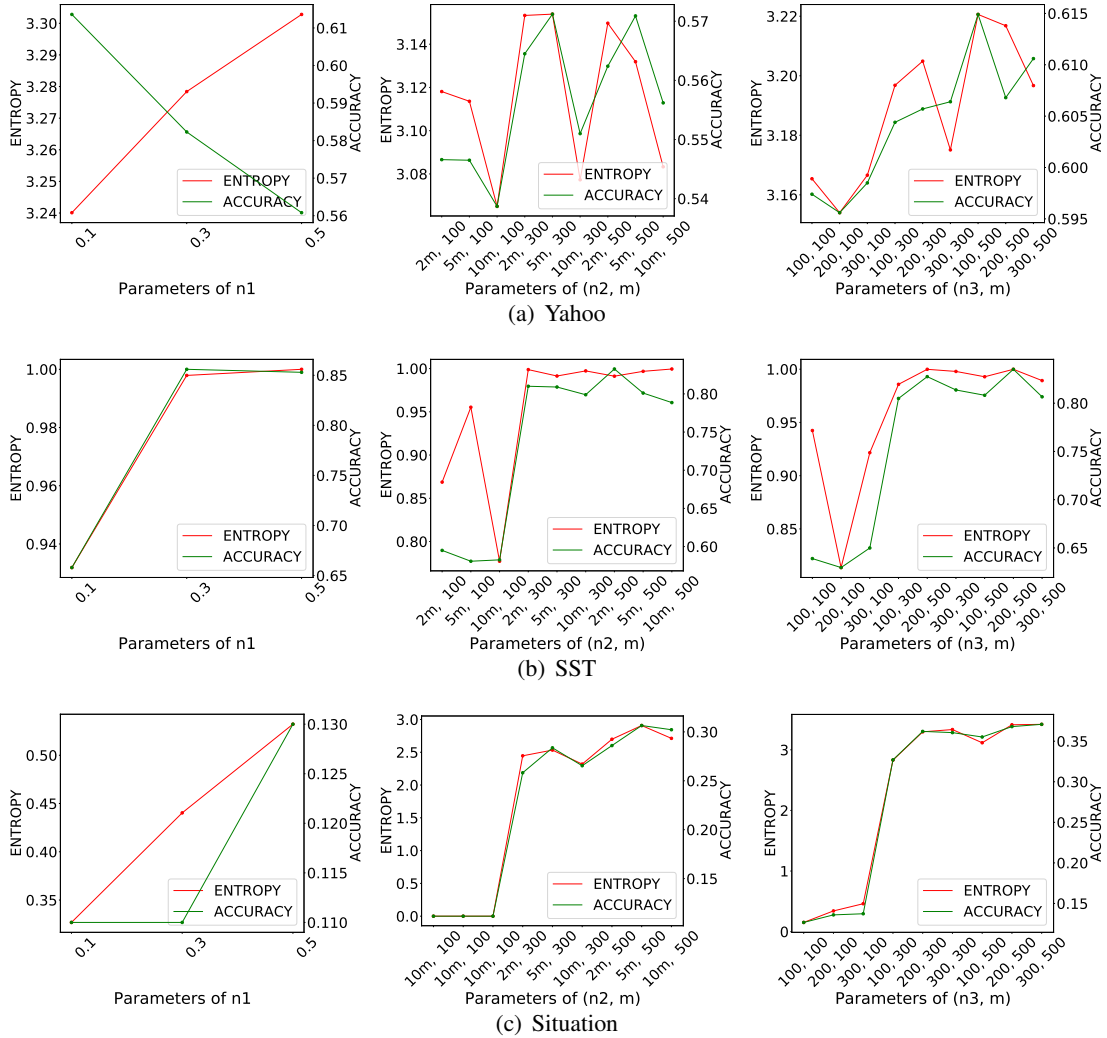 3.30
3.29
3.28
3.27
3.26
3.25
3.24
ENTROPY
0.61
0.60
0.59
0.58
0.57
0.56
ACCURACY
ENTROPY
ACCURACY
0.1
0.3
0.5
Parameters of n1
3.14
3.12
3.10
3.08
ENTROPY
0.57
0.56
0.55
0.54
ACCURACY
ENTROPY
ACCURACY
2m, 100
5m, 100
10m, 100
2m, 300
5m, 300
10m, 300
2m, 500
5m, 500
10m, 500
Parameters of (n2, m)
3.22
3.20
3.18
3.16
ENTROPY
0.615
0.610
0.605
0.600
0.595
ACCURACY
ENTROPY
ACCURACY
100, 100
200, 100
300, 100
100, 300
200, 300
300, 300
100, 500
200, 500
300, 500
Parameters of (n3, m)
(a) Yahoo
1.00
0.98
0.96
0.94
ENTROPY
0.85
0.80
0.75
0.70
0.65
ACCURACY
ENTROPY
ACCURACY
0.1
0.3
0.5
Parameters of n1
1.00
0.95
0.90
0.85
0.80
ENTROPY
0.80
0.75
0.70
0.65
0.60
ACCURACY
ENTROPY
ACCURACY
2m, 100
5m, 100
10m, 100
2m, 300
5m, 300
10m, 300
2m, 500
5m, 500
10m, 500
Parameters of (n2, m)
1.00
0.95
0.90
0.85
ENTROPY
0.80
0.75
0.70
0.65
ACCURACY
ENTROPY
ACCURACY
100, 100
200, 100
300, 100
100, 300
200, 300
300, 300
100, 500
200, 500
300, 500
Parameters of (n3, m)
(b) SST
0.50
0.45
0.40
0.35
ENTROPY
0.130
0.125
0.120
0.115
0.110
ACCURACY
ENTROPY
ACCURACY
0.1
0.3
0.5
Parameters of n1
3.0
2.5
2.0
1.5
1.0
0.5
0.0
ENTROPY
0.30
0.25
0.20
0.15
ACCURACY
ENTROPY
ACCURACY
10m, 100
10m, 100
10m, 100
2m, 300
5m, 300
10m, 300
2m, 500
5m, 500
10m, 500
Parameters of (n2, m)
3
2
1
0
ENTROPY
0.35
0.30
0.25
0.20
0.15
ACCURACY
ENTROPY
ACCURACY
100, 100
200, 100
300, 100
100, 300
200, 300
300, 300
100, 500
200, 500
300, 500
Parameters of (n3, m)
(c) Situation